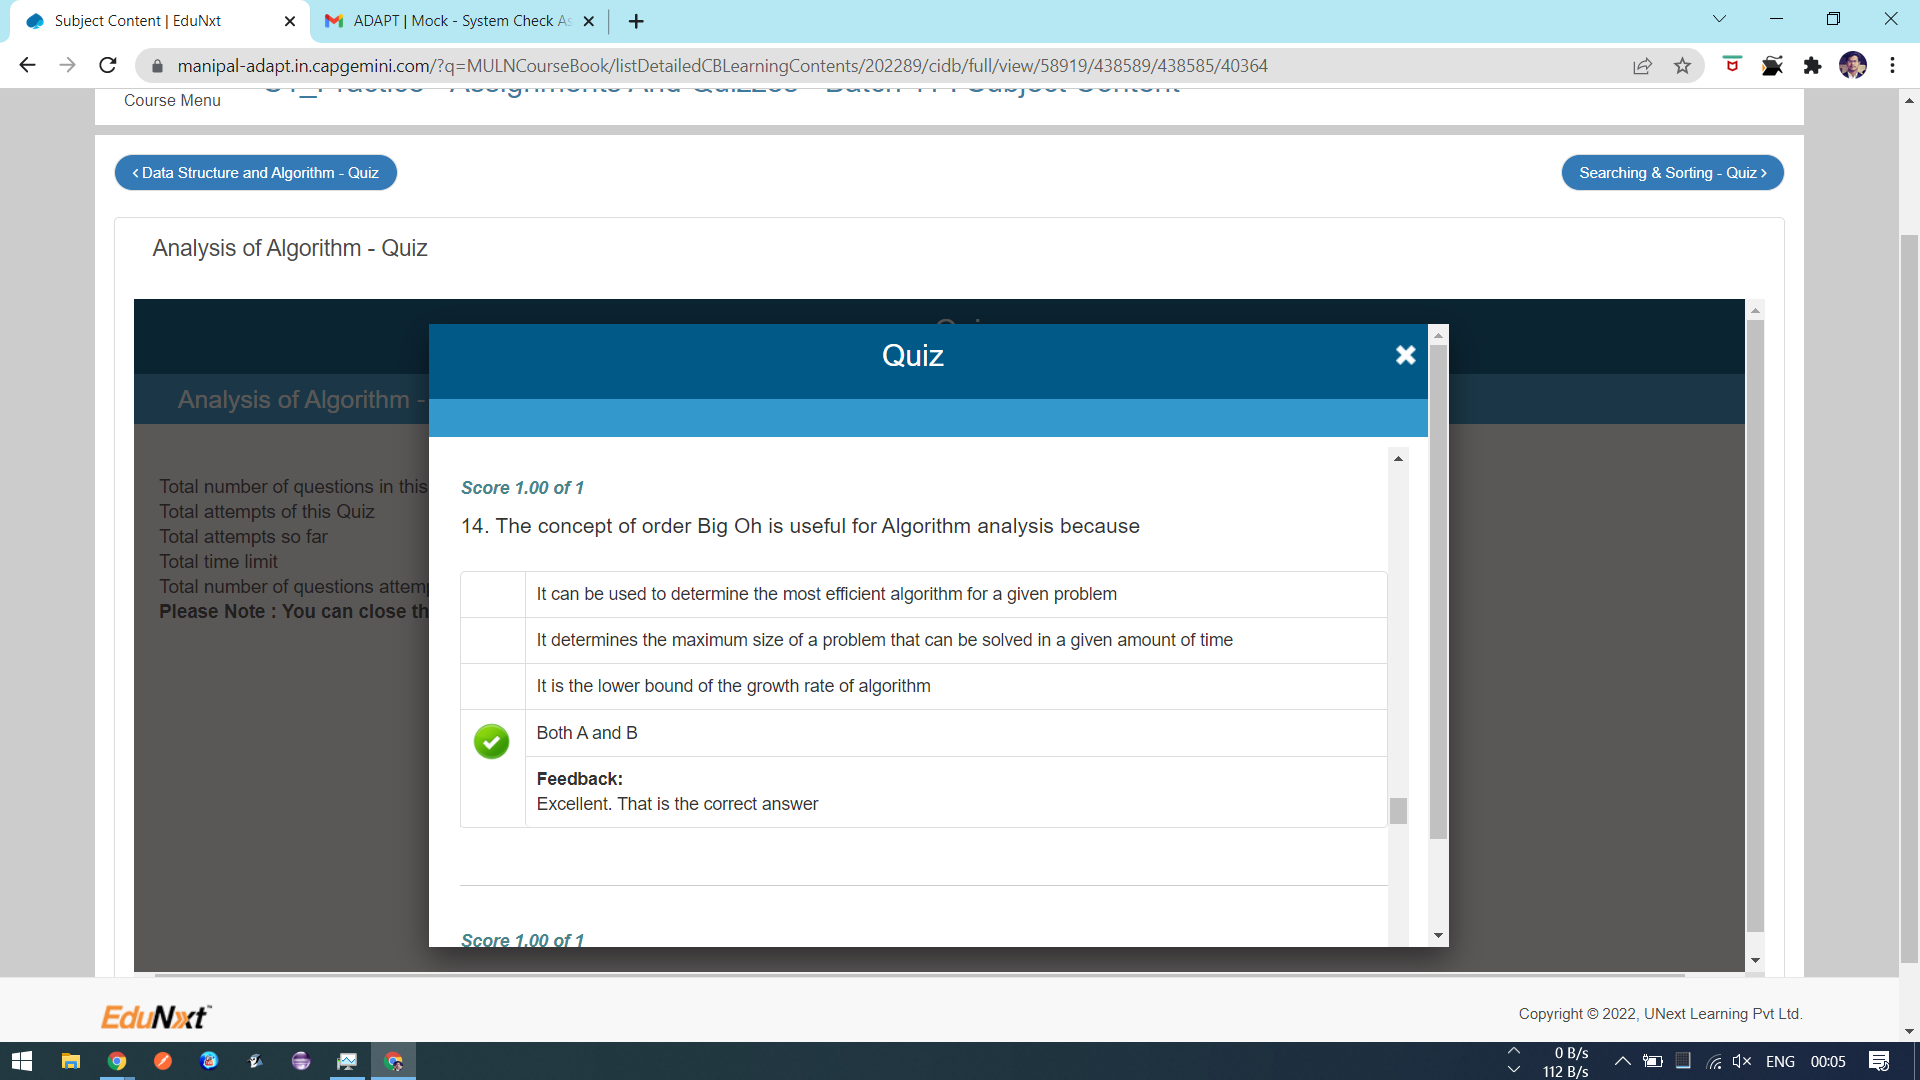 Subject Content | EduNxt
ADAPT | Mock - System Check As
manipal-adapt.in.capgemini.com/?q=MULNCourseBook/listDetailedCBLearningContents/202289/cidb/full/view/58919/438589/438585/40364
Course Menu
Subject Content
< Data Structure and Algorithm - Quiz
Searching & Sorting - Quiz >
Analysis of Algorithm - Quiz
Quiz
Analysis of Algorithm -
Total number of questions in this
Total attempts of this Quiz
Total attempts so far
Total time limit
Total number of questions attemp
Please Note : You can close th
Score 1.00 of 1
14. The concept of order Big Oh is useful for Algorithm analysis because
It can be used to determine the most efficient algorithm for a given problem
It determines the maximum size of a problem that can be solved in a given amount of time
It is the lower bound of the growth rate of algorithm
Both A and B
Feedback:
Excellent. That is the correct answer
Score 1.00 of 1
EduNxt
Copyright © 2022, UNext Learning Pvt Ltd.
0 B/s
112 B/s
ENG
00:05